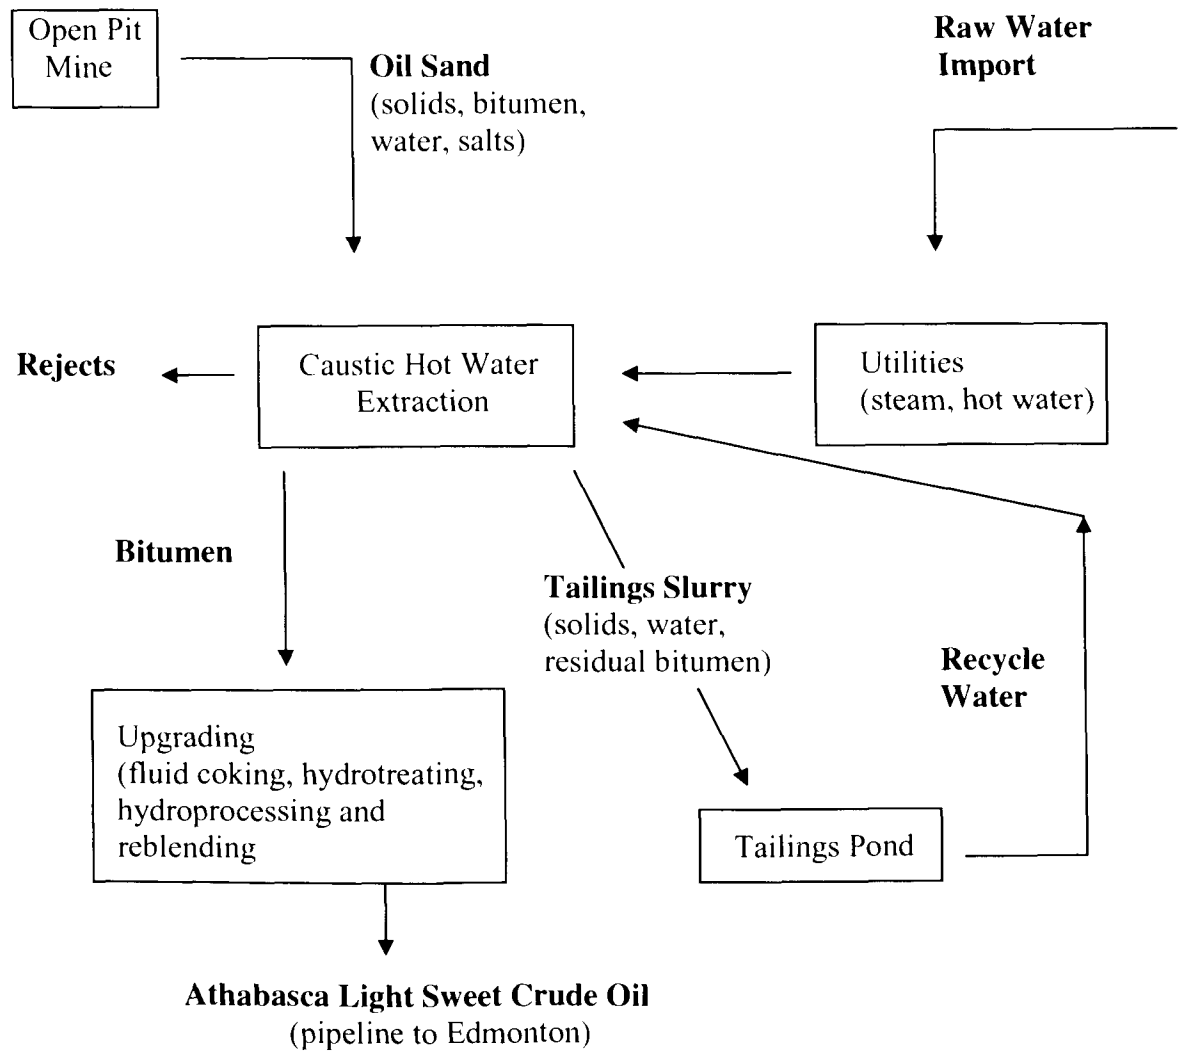 Open Pit
Mine
Oil Sand
(solids, bitumen,
water, salts)
Raw Water
Import
Rejects
Caustic Hot Water
Extraction
Utilities
(steam, hot water)
Bitumen
Tailings Slurry
(solids, water,
residual bitumen)
Recycle
Water
Upgrading
(fluid coking, hydrotreating,
hydroprocessing and
reblending
Tailings Pond
Athabasca Light Sweet Crude Oil
(pipeline to Edmonton)